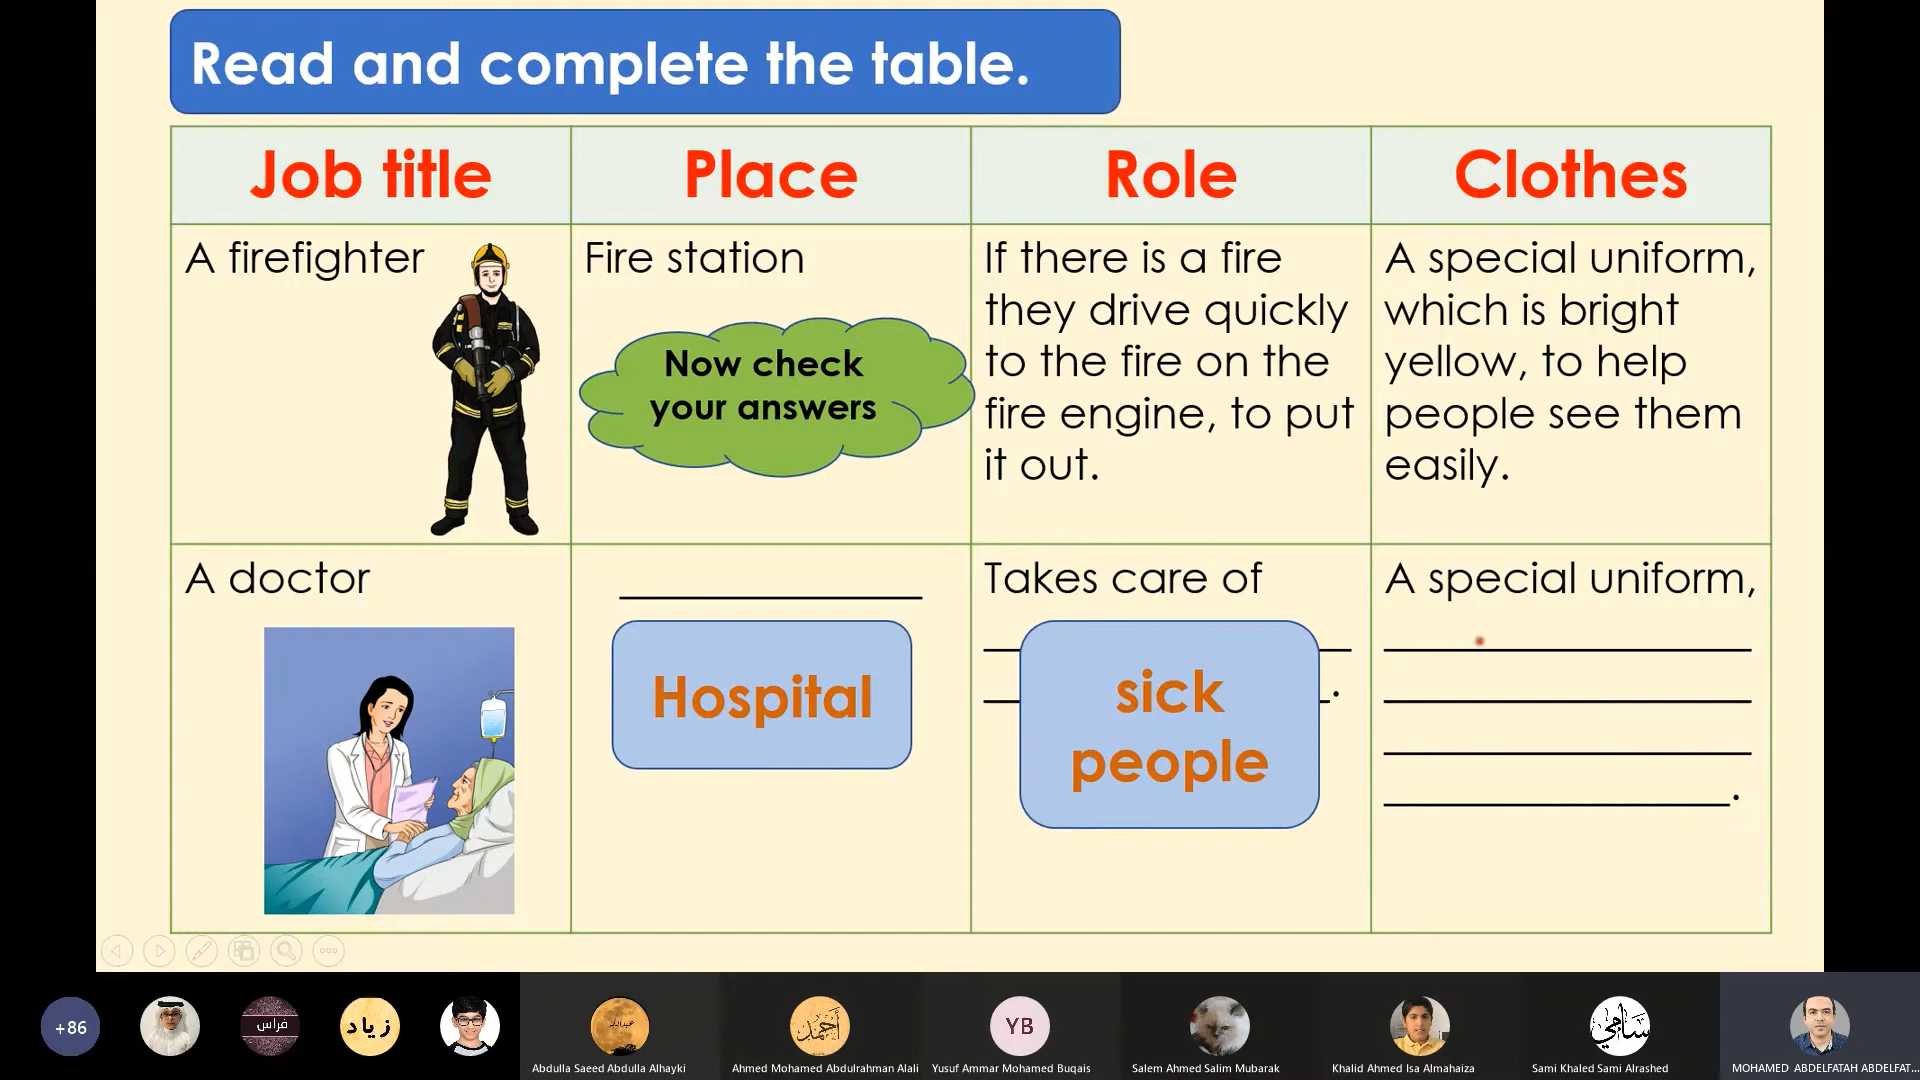 Read and complete the table.
Job title
Place
Role
Clothes
A firefighter
Fire station
Now check
your answers
If there is a fire
they drive quickly
to the fire on the
fire engine, to put
it out.
A special uniform,
which is bright
yellow, to help
people see them
easily.
A doctor
Hospital
Takes care of
sick
people
.
A special uniform,
.
+86
فراس
زياد
أحمد
YB
سامي
Abdulla Saeed Abdulla Alhayki
Ahmed Mohamed Abdulrahman Alali
Yusuf Ammar Mohamed Buqais
Salem Ahmed Salim Mubarak
Khalid Ahmed Isa Almahaiza
Sami Khaled Sami Alrashed
MOHAMED ABDELFATAH ABDELFAT...